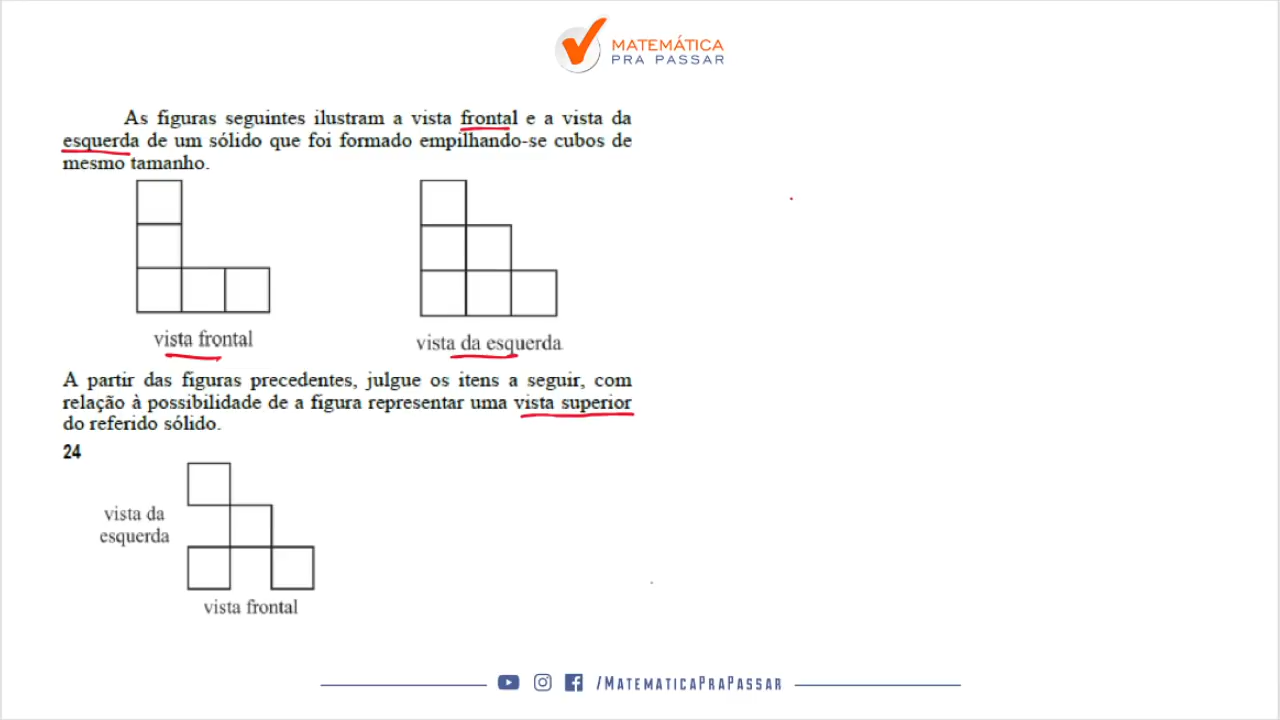 MATEMÁTICA
PRA PASSAR
As figuras seguintes ilustram a vista frontal e a vista da
esquerda de um sólido que foi formado empilhando-se cubos de
mesmo tamanho.
vista frontal
vista da esquerda
A partir das figuras precedentes, julgue os itens a seguir, com
relação à possibilidade de a figura representar uma vista superior
do referido sólido.
24
vista da
esquerda
vista frontal
/MATEMATICAPRAPASSAR